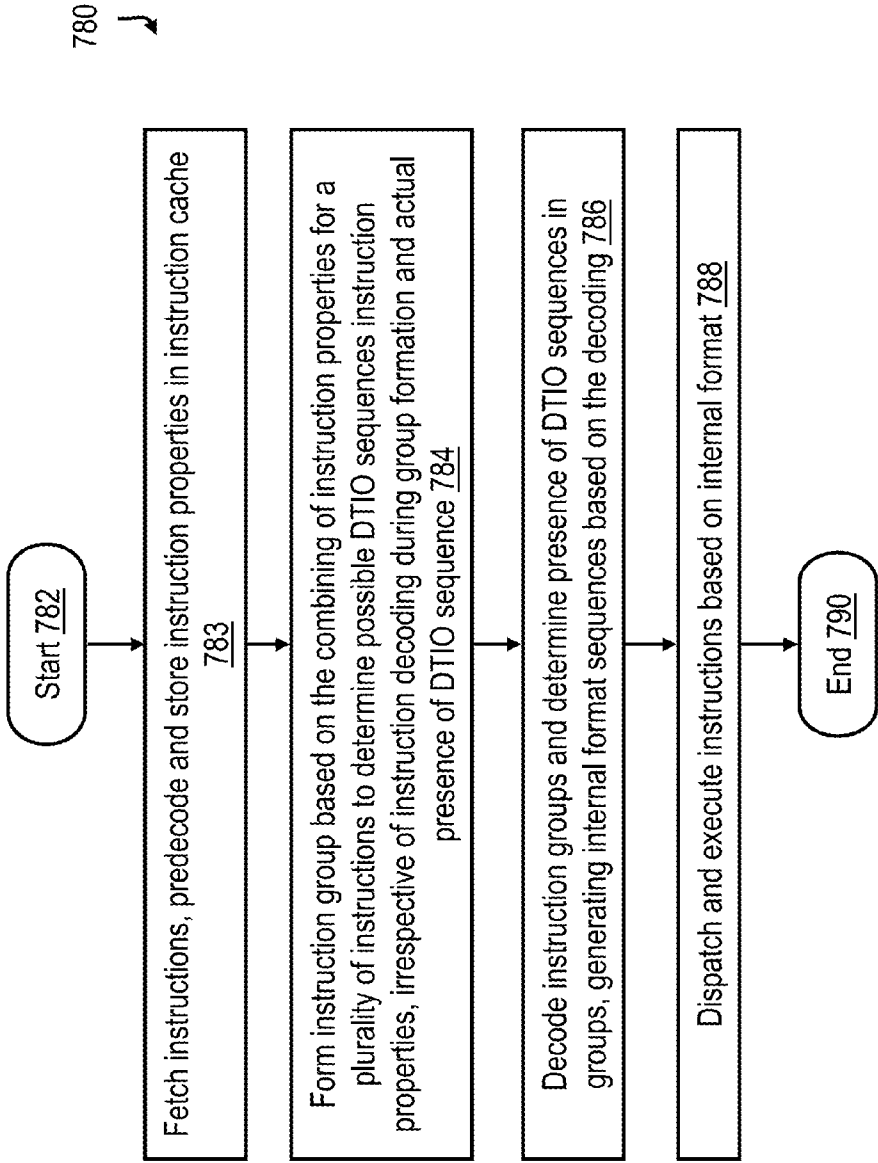 780
Start 782
Fetch instructions, predecode and store instruction properties in instruction cache
783
Form instruction group based on the combining of instruction properties for a
plurality of instructions to determine possible DTIO sequences instruction
properties, irrespective of instruction decoding during group formation and actual
presence of DTIO sequence 784
Decode instruction groups and determine presence of DTIO sequences in
groups, generating internal format sequences based on the decoding 786
Dispatch and execute instructions based on internal format 788
End 790